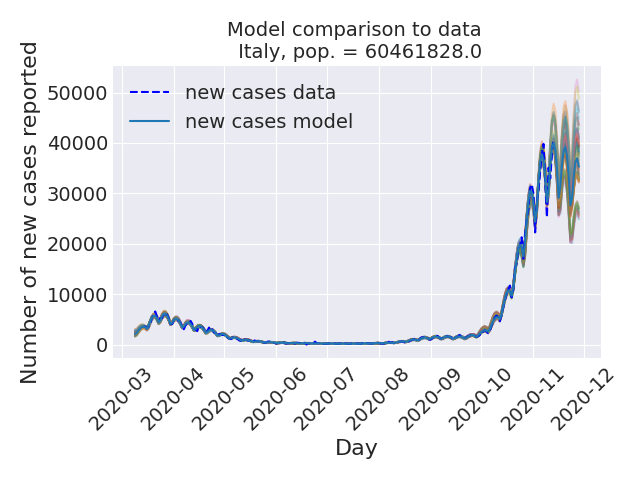 Model comparison to data
Italy, pop. = 60461828.0
Number of new cases reported
50000
40000
30000
20000
10000
0
new cases data
new cases model
2020-03
2020-04
2020-05
2020-06
2020-07
2020-08
2020-09
2020-10
2020-11
2020-12
Day